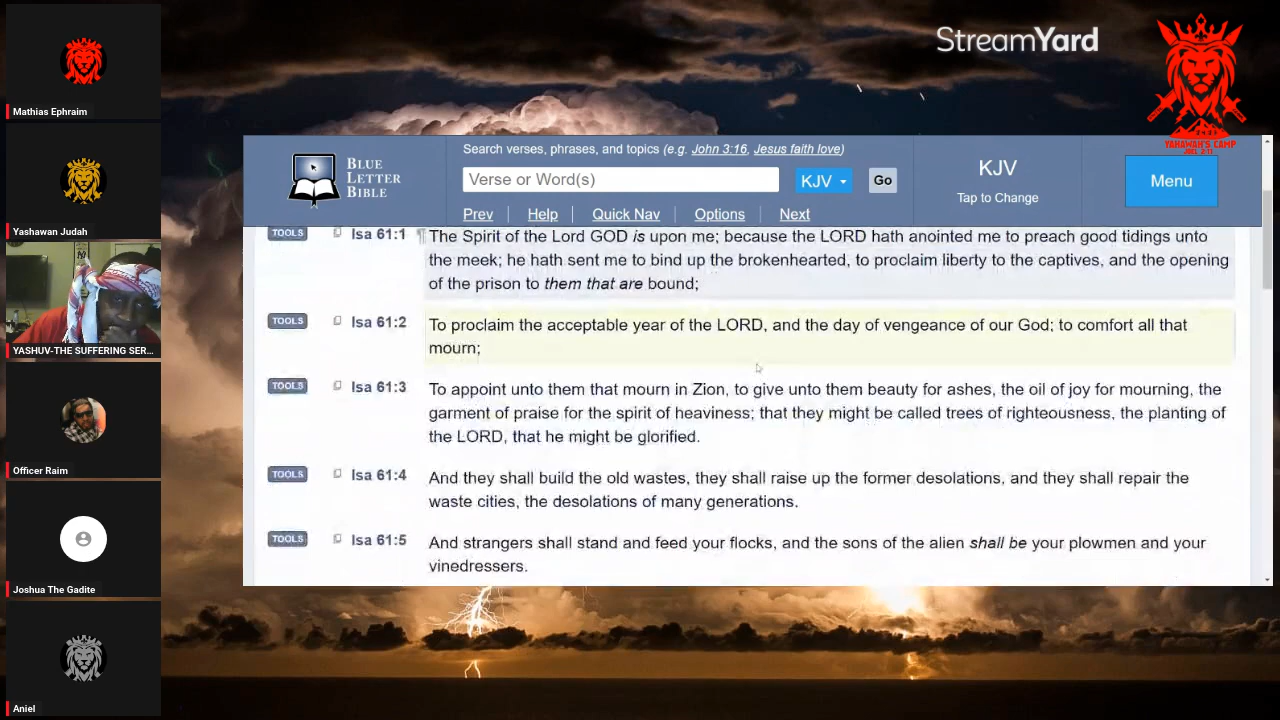 Mathias Ephraim
Yashawan Judah
YASHUV-THE SUFFERING SER...
Officer Raim
Joshua The Gadite
Aniel
StreamYard
YAHAWAH'S CAMP
JOEL 2:11
BLUE
LETTER
BIBLE
Search verses, phrases, and topics (e.g. John 3:16, Jesus faith love)
Verse or Word(s)
KJV
Go
Prev
Help
Quick Nav
Options
Next
KJV
Tap to Change
Menu
TOOLS Isa 61:1 ¶ The Spirit of the Lord GOD is upon me; because the LORD hath anointed me to preach good tidings unto
the meek; he hath sent me to bind up the brokenhearted, to proclaim liberty to the captives, and the opening
of the prison to them that are bound;
TOOLS Isa 61:2 To proclaim the acceptable year of the LORD, and the day of vengeance of our God; to comfort all that
mourn;
TOOLS Isa 61:3 To appoint unto them that mourn in Zion, to give unto them beauty for ashes, the oil of joy for mourning, the
garment of praise for the spirit of heaviness; that they might be called trees of righteousness, the planting of
the LORD, that he might be glorified.
TOOLS Isa 61:4 And they shall build the old wastes, they shall raise up the former desolations, and they shall repair the
waste cities, the desolations of many generations.
TOOLS Isa 61:5 And strangers shall stand and feed your flocks, and the sons of the alien shall be your plowmen and your
vinedressers.